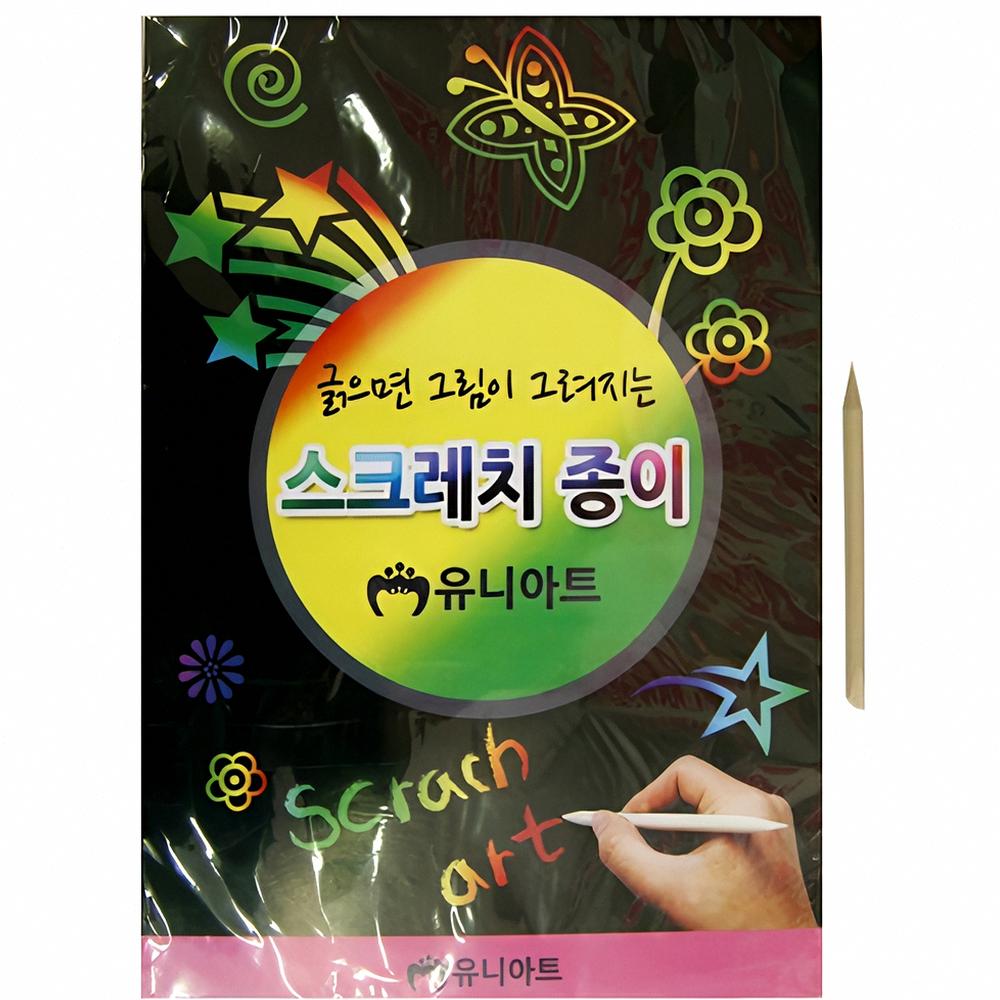 긁으면 그림이 그려지는
스크레치 종이
유니아트
Scrach
art
유니아트